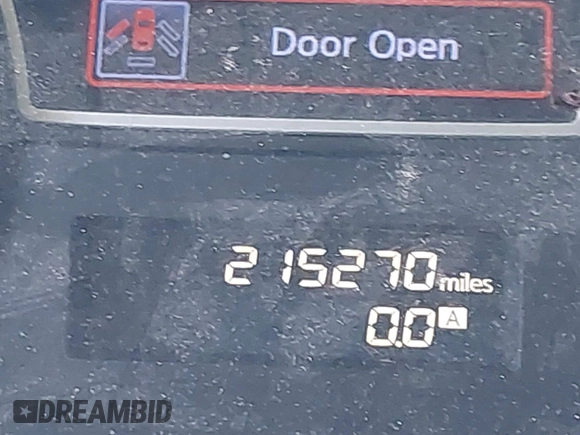 Door Open
215270 miles
0.0 A
DREAMBID